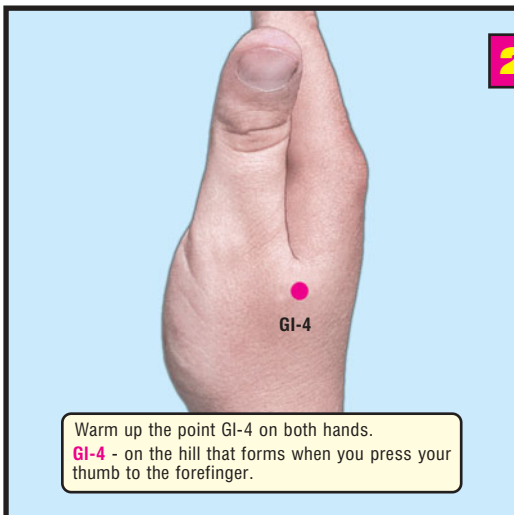 2
GI-4
Warm up the point GI-4 on both hands.
GI-4 - on the hill that forms when you press your
thumb to the forefinger.